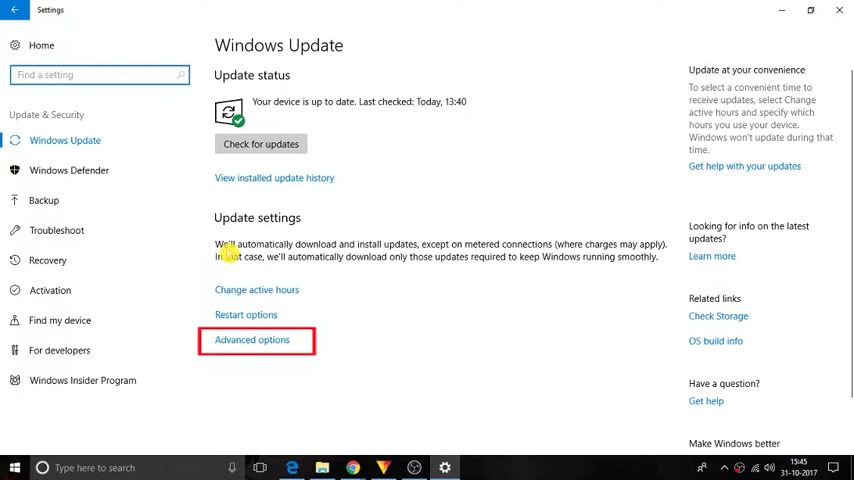 Settings
Home
Find a setting
Update & Security
Windows Update
Windows Defender
Backup
Troubleshoot
Recovery
Activation
Find my device
For developers
Windows Insider Program
Windows Update
Update status
Your device is up to date. Last checked: Today, 13:40
Check for updates
View installed update history
Update settings
We'll automatically download and install updates, except on metered connections (where charges may apply).
In that case, we'll automatically download only those updates required to keep Windows running smoothly.
Change active hours
Restart options
Advanced options
Update at your convenience
To select a convenient time to
receive updates, select Change
active hours and specify which
hours you use your device.
Windows won't update during that
time.
Get help with your updates
Looking for info on the latest
updates?
Learn more
Related links
Check Storage
OS build info
Have a question?
Get help
Make Windows better
Type here to search
15:45
31-10-2017